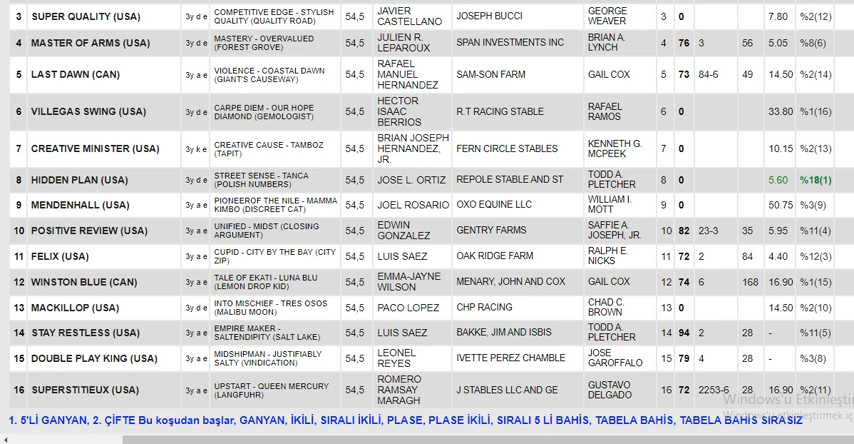 3 SUPER QUALITY (USA) 3y d e COMPETITIVE EDGE - STYLISH QUALITY (QUALITY ROAD) 54,5 JAVIER CASTELLANO JOSEPH BUCCI GEORGE WEAVER 3 0 7.80 %2(12)
4 MASTER OF ARMS (USA) 3y d e MASTERY - OVERVALUED (FOREST GROVE) 54,5 JULIEN R. LEPAROUX SPAN INVESTMENTS INC BRIAN A. LYNCH 4 76 3 56 5.05 %8(6)
5 LAST DAWN (CAN) 3y a e VIOLENCE - COASTAL DAWN (GIANT'S CAUSEWAY) 54,5 RAFAEL MANUEL HERNANDEZ SAM-SON FARM GAIL COX 5 73 84-6 49 14.50 %2(14)
6 VILLEGAS SWING (USA) 3y d e CARPE DIEM - OUR HOPE DIAMOND (GEMOLOGIST) 54,5 HECTOR ISAAC BERRIOS R.T RACING STABLE RAFAEL RAMOS 6 0 33.80 %1(16)
7 CREATIVE MINISTER (USA) 3y k e CREATIVE CAUSE - TAMBOZ (TAPIT) 54,5 BRIAN JOSEPH HERNANDEZ, JR. FERN CIRCLE STABLES KENNETH G. MCPEEK 7 0 10.15 %2(13)
8 HIDDEN PLAN (USA) 3y d e STREET SENSE - TANCA (POLISH NUMBERS) 54,5 JOSE L. ORTIZ REPOLE STABLE AND ST TODD A. PLETCHER 8 0 5.60 %18(1)
9 MENDENHALL (USA) 3y d e PIONEEROF THE NILE - MAMMA KIMBO (DISCREET CAT) 54,5 JOEL ROSARIO OXO EQUINE LLC WILLIAM I. MOTT 9 0 50.75 %3(9)
10 POSITIVE REVIEW (USA) 3y d e UNIFIED - MIDST (CLOSING ARGUMENT) 54,5 EDWIN GONZALEZ GENTRY FARMS SAFFIE A. JOSEPH, JR. 10 82 23-3 35 5.95 %11(4)
11 FELIX (USA) 3y d e CUPID - CITY BY THE BAY (CITY ZIP) 54,5 LUIS SAEZ OAK RIDGE FARM RALPH E. NICKS 11 72 2 84 4.40 %12(3)
12 WINSTON BLUE (CAN) 3y a e TALE OF EKATI - LUNA BLU (LEMON DROP KID) 54,5 EMMA-JAYNE WILSON MENARY, JOHN AND COX GAIL COX 12 74 6 168 16.90 %1(15)
13 MACKILLOP (USA) 3y d e INTO MISCHIEF - TRES OSOS (MALIBU MOON) 54,5 PACO LOPEZ CHP RACING CHAD C. BROWN 13 0 14.50 %2(10)
14 STAY RESTLESS (USA) 3y a e EMPIRE MAKER - SALTENDIPITY (SALT LAKE) 54,5 LUIS SAEZ BAKKE, JIM AND ISBIS TODD A. PLETCHER 14 94 2 28 - %11(5)
15 DOUBLE PLAY KING (USA) 3y a e MIDSHIPMAN - JUSTIFIABLY SALTY (VINDICATION) 54,5 LEONEL REYES IVETTE PEREZ CHAMBLE JOSE GAROFFALO 15 79 4 28 - %3(8)
16 SUPERSTITIEUX (USA) 3y a e UPSTART - QUEEN MERCURY (LANGFUHR) 54,5 ROMERO RAMSAY MARAGH J STABLES LLC AND GE GUSTAVO DELGADO 16 72 2253-6 28 16.90 %2(11)
Windows'u Etkinleştir
1. 5'Lİ GANYAN, 2. ÇİFTE Bu koşudan başlar, GANYAN, İKİLİ, SIRALI İKİLİ, PLASE, PLASE İKİLİ, SIRALI 5 Lİ BAHİS, TABELA BAHİS, TABELA BAHİS SIRASIZ
Windows'u etkinleştirmek iç